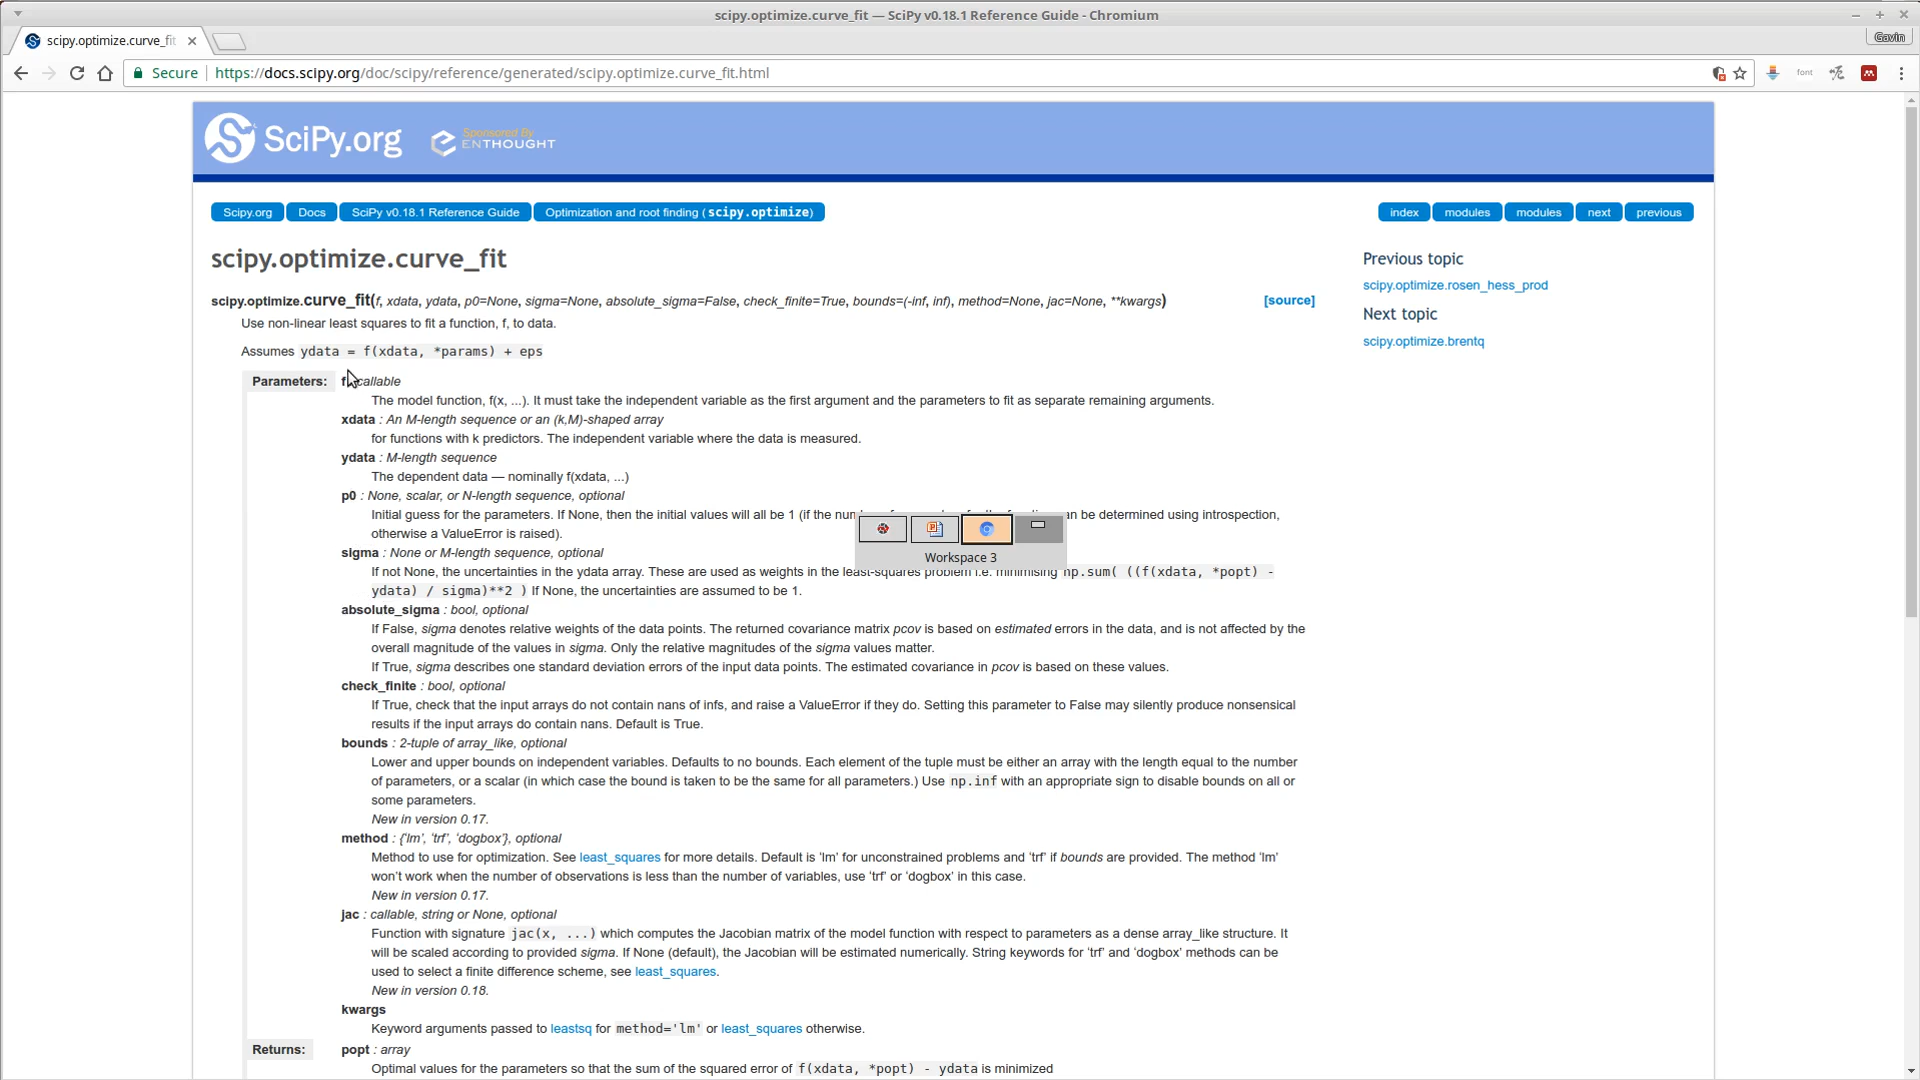 scipy.optimize.curve_fit — SciPy v0.18.1 Reference Guide - Chromium
scipy.optimize.curve_fit
Gavin
Secure https://docs.scipy.org/doc/scipy/reference/generated/scipy.optimize.curve_fit.html
font
SciPy.org
Sponsored By
ENTHOUGHT
Scipy.org Docs SciPy v0.18.1 Reference Guide Optimization and root finding (scipy.optimize) index modules modules next previous
scipy.optimize.curve_fit
scipy.optimize.curve_fit(f, xdata, ydata, p0=None, sigma=None, absolute_sigma=False, check_finite=True, bounds=(-inf, inf), method=None, jac=None, **kwargs) [source]
Use non-linear least squares to fit a function, f, to data.
Assumes ydata = f(xdata, *params) + eps
Parameters: f callable
The model function, f(x, ...). It must take the independent variable as the first argument and the parameters to fit as separate remaining arguments.
xdata : An M-length sequence or an (k,M)-shaped array
for functions with k predictors. The independent variable where the data is measured.
ydata : M-length sequence
The dependent data — nominally f(xdata, ...)
p0 : None, scalar, or N-length sequence, optional
Initial guess for the parameters. If None, then the initial values will all be 1 (if the can be determined using introspection,
otherwise a ValueError is raised).
sigma : None or M-length sequence, optional
If not None, the uncertainties in the ydata array. These are used as weights in the least-squares problem i.e. minimising np.sum( ((f(xdata, *popt) -
ydata) / sigma)**2 ) If None, the uncertainties are assumed to be 1.
absolute_sigma : bool, optional
If False, sigma denotes relative weights of the data points. The returned covariance matrix pcov is based on estimated errors in the data, and is not affected by the
overall magnitude of the values in sigma. Only the relative magnitudes of the sigma values matter.
If True, sigma describes one standard deviation errors of the input data points. The estimated covariance in pcov is based on these values.
check_finite : bool, optional
If True, check that the input arrays do not contain nans of infs, and raise a ValueError if they do. Setting this parameter to False may silently produce nonsensical
results if the input arrays do contain nans. Default is True.
bounds : 2-tuple of array_like, optional
Lower and upper bounds on independent variables. Defaults to no bounds. Each element of the tuple must be either an array with the length equal to the number
of parameters, or a scalar (in which case the bound is taken to be the same for all parameters.) Use np.inf with an appropriate sign to disable bounds on all or
some parameters.
New in version 0.17.
method : {‘lm’, ‘trf’, ‘dogbox’}, optional
Method to use for optimization. See least_squares for more details. Default is ‘lm’ for unconstrained problems and ‘trf’ if bounds are provided. The method ‘lm’
won’t work when the number of observations is less than the number of variables, use ‘trf’ or ‘dogbox’ in this case.
New in version 0.17.
jac : callable, string or None, optional
Function with signature jac(x, ...) which computes the Jacobian matrix of the model function with respect to parameters as a dense array_like structure. It
will be scaled according to provided sigma. If None (default), the Jacobian will be estimated numerically. String keywords for ‘trf’ and ‘dogbox’ methods can be
used to select a finite difference scheme, see least_squares.
New in version 0.18.
kwargs
Keyword arguments passed to leastsq for method='lm' or least_squares otherwise.
Returns: popt : array
Optimal values for the parameters so that the sum of the squared error of f(xdata, *popt) - ydata is minimized
Previous topic
scipy.optimize.rosen_hess_prod
Next topic
scipy.optimize.brentq
Workspace 3